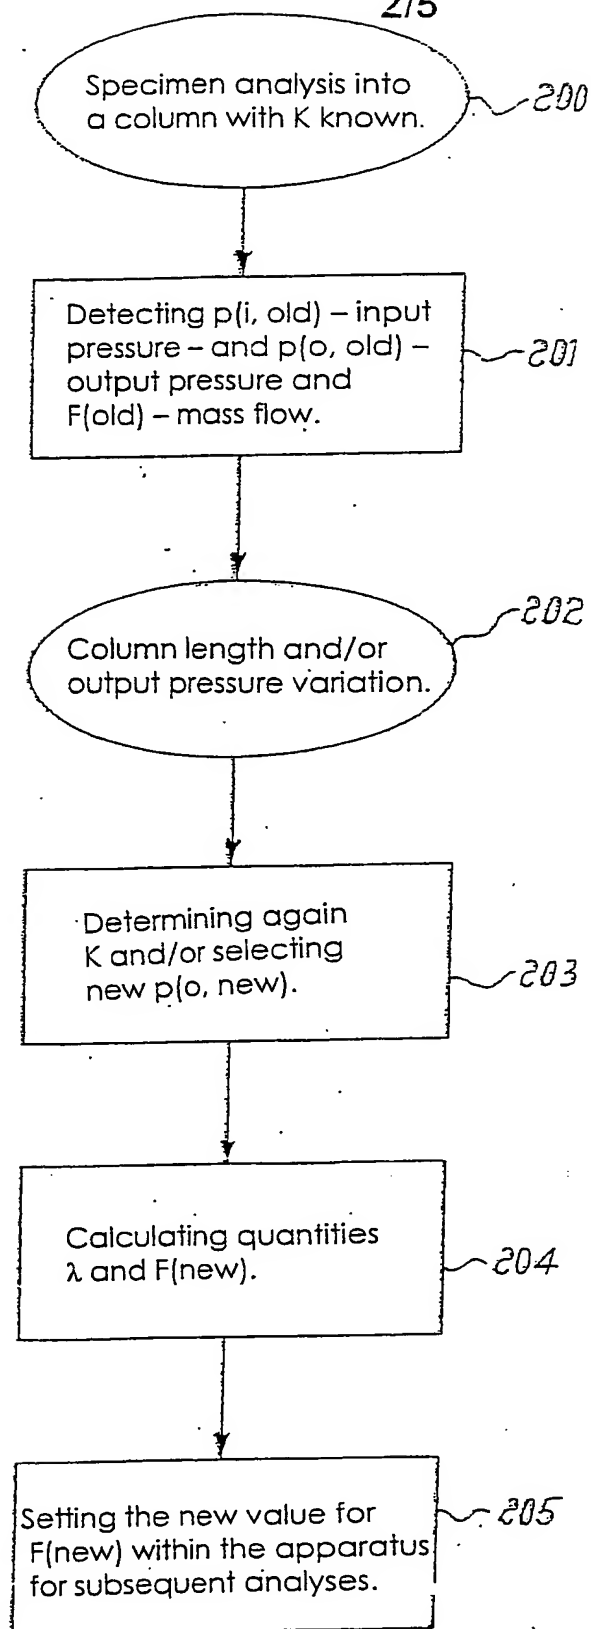 2/5
Specimen analysis into
a column with K known.
200
Detecting p(i, old) – input
pressure – and p(o, old) –
output pressure and
F(old) – mass flow.
201
Column length and/or
output pressure variation.
202
Determining again
K and/or selecting
new p(o, new).
203
Calculating quantities
λ and F(new).
204
Setting the new value for
F(new) within the apparatus
for subsequent analyses.
205